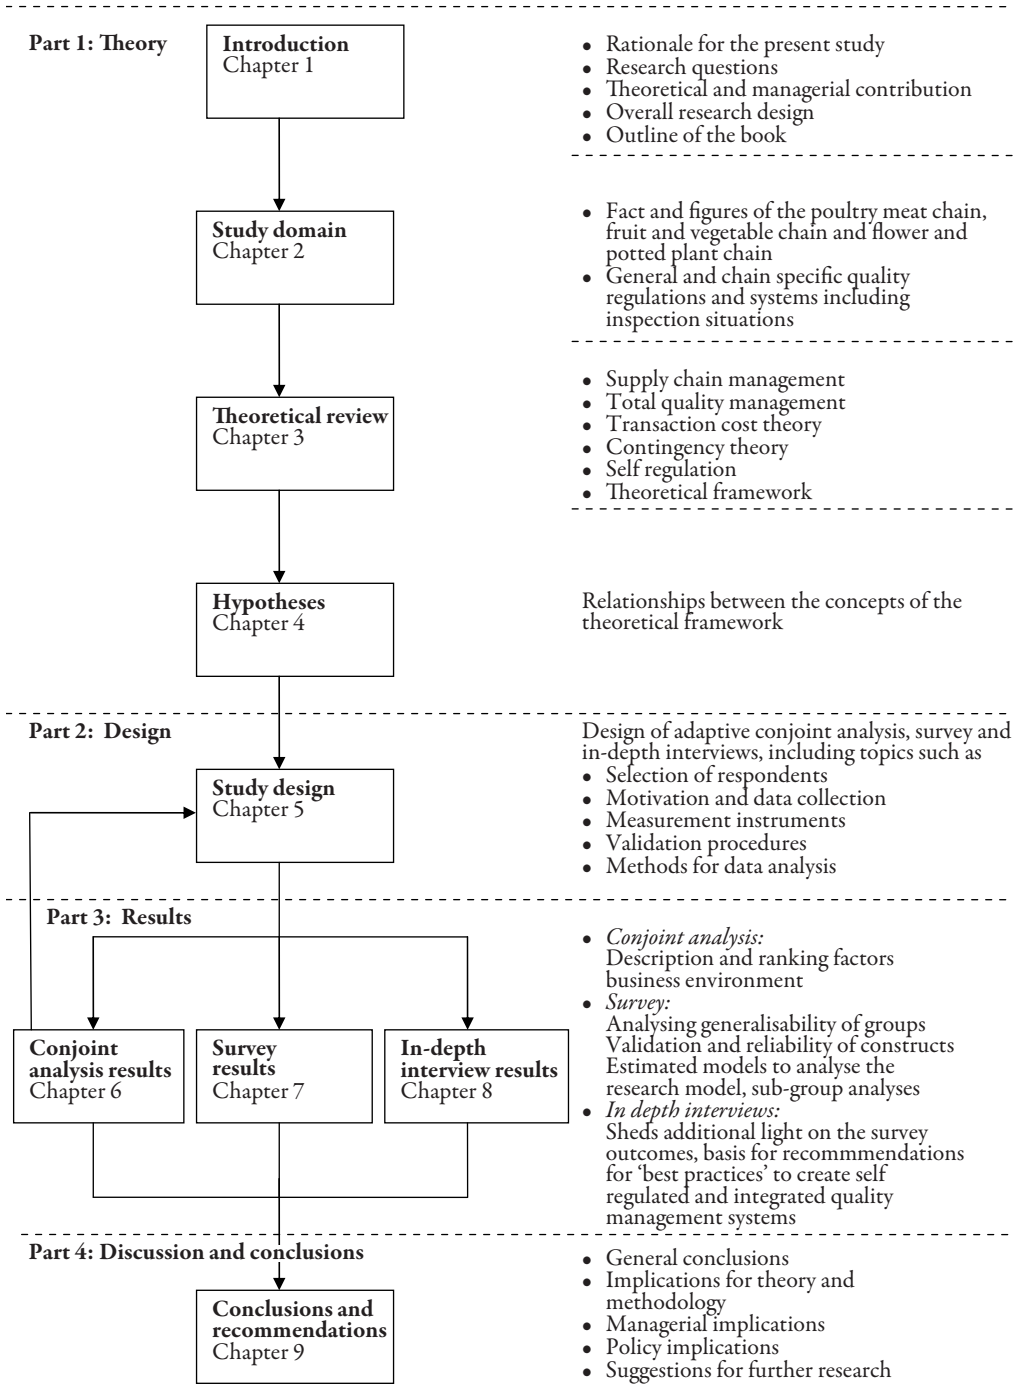 Part 1: Theory
Introduction
Chapter 1
• Rationale for the present study
• Research questions
• Theoretical and managerial contribution
• Overall research design
• Outline of the book
Study domain
Chapter 2
• Fact and figures of the poultry meat chain,
fruit and vegetable chain and flower and
potted plant chain
• General and chain specific quality
regulations and systems including
inspection situations
Theoretical review
Chapter 3
• Supply chain management
• Total quality management
• Transaction cost theory
• Contingency theory
• Self regulation
• Theoretical framework
Hypotheses
Chapter 4
Relationships between the concepts of the
theoretical framework
Part 2: Design
Study design
Chapter 5
Design of adaptive conjoint analysis, survey and
in-depth interviews, including topics such as
• Selection of respondents
• Motivation and data collection
• Measurement instruments
• Validation procedures
• Methods for data analysis
Part 3: Results
Conjoint
analysis results
Chapter 6
Survey
results
Chapter 7
In-depth
interview results
Chapter 8
• Conjoint analysis:
Description and ranking factors
business environment
• Survey:
Analysing generalisability of groups
Validation and reliability of constructs
Estimated models to analyse the
research model, sub-group analyses
• In depth interviews:
Sheds additional light on the survey
outcomes, basis for recommmendations
for ‘best practices’ to create self
regulated and integrated quality
management systems
Part 4: Discussion and conclusions
Conclusions and
recommendations
Chapter 9
• General conclusions
• Implications for theory and
methodology
• Managerial implications
• Policy implications
• Suggestions for further research